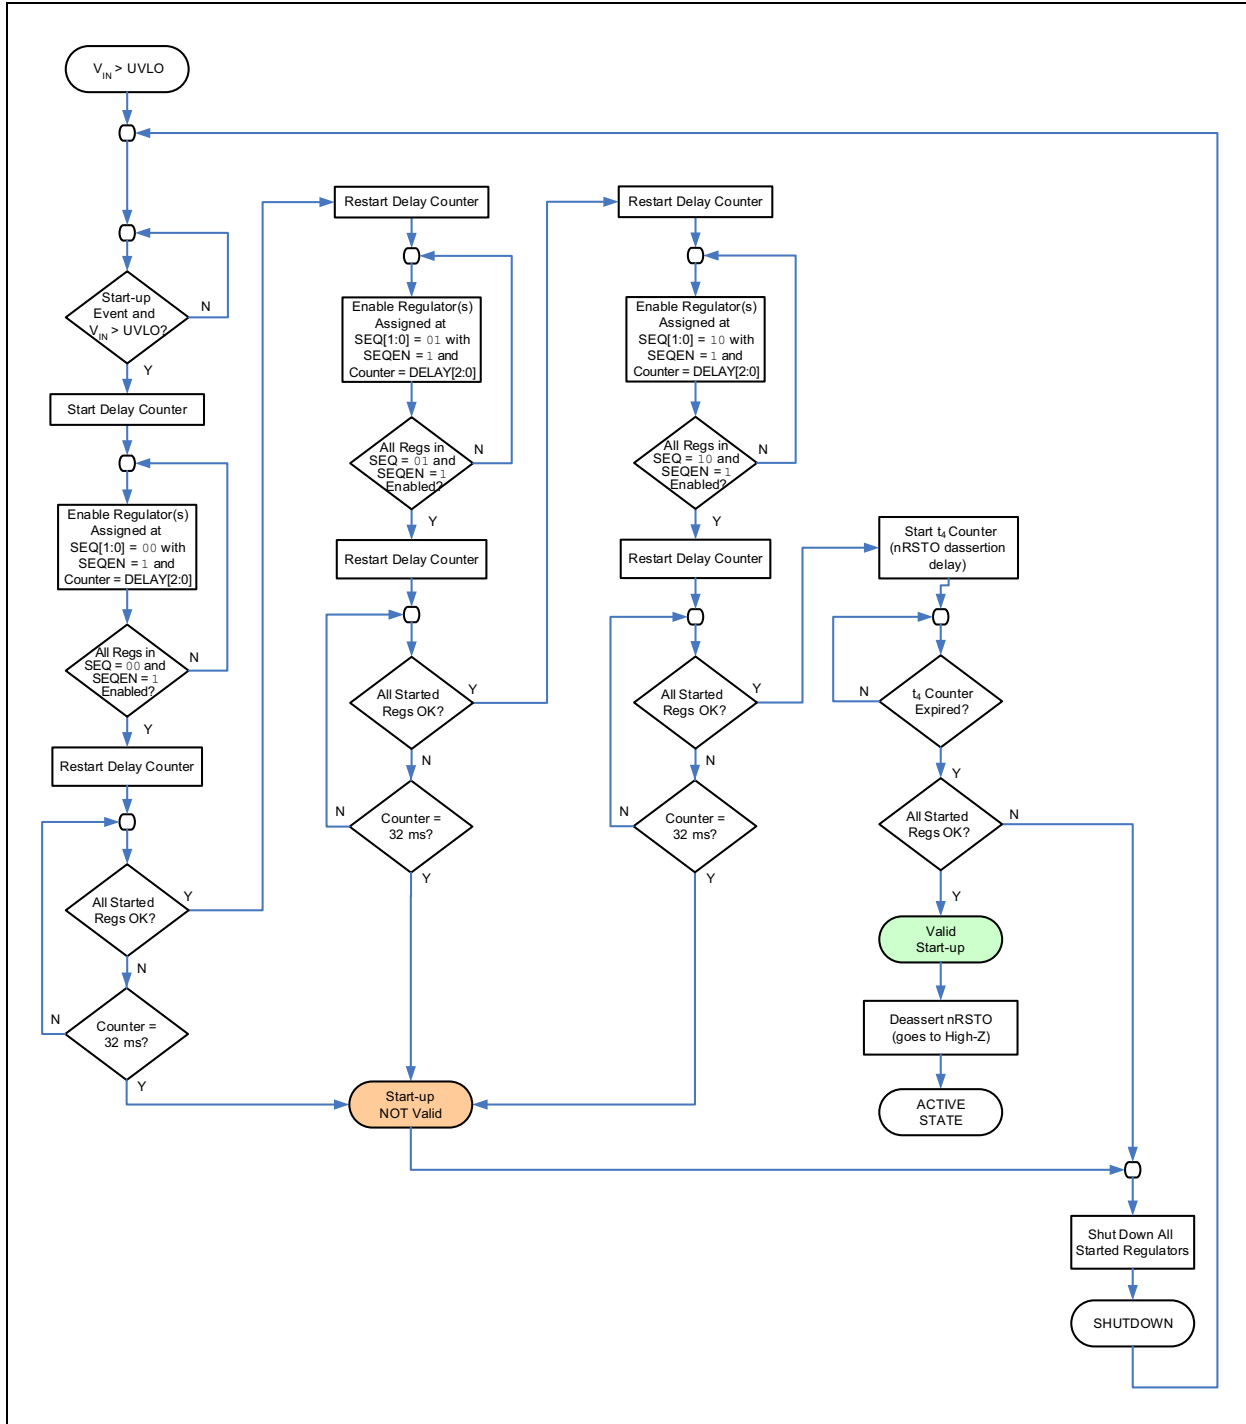 V_IN > UVLO
Start-up
Event and
V_IN > UVLO?
N
Y
Start Delay Counter
Enable Regulator(s)
Assigned at
SEQ[1:0] = 00 with
SEQEN = 1 and
Counter = DELAY[2:0]
All Regs in
SEQ = 00 and
SEQEN = 1
Enabled?
N
Y
Restart Delay Counter
All Started
Regs OK?
Y
N
Counter =
32 ms?
N
Y
Restart Delay Counter
Enable Regulator(s)
Assigned at
SEQ[1:0] = 01 with
SEQEN = 1 and
Counter = DELAY[2:0]
All Regs in
SEQ = 01 and
SEQEN = 1
Enabled?
N
Y
Restart Delay Counter
All Started
Regs OK?
Y
N
Counter =
32 ms?
N
Y
Start-up
NOT Valid
Restart Delay Counter
Enable Regulator(s)
Assigned at
SEQ[1:0] = 10 with
SEQEN = 1 and
Counter = DELAY[2:0]
All Regs in
SEQ = 10 and
SEQEN = 1
Enabled?
N
Y
Restart Delay Counter
All Started
Regs OK?
Y
N
Counter =
32 ms?
N
Y
Start t4 Counter
(nRSTO dassertion
delay)
t4 Counter
Expired?
N
Y
All Started
Regs OK?
N
Y
Valid
Start-up
Deassert nRSTO
(goes to High-Z)
ACTIVE
STATE
Shut Down All
Started Regulators
SHUTDOWN